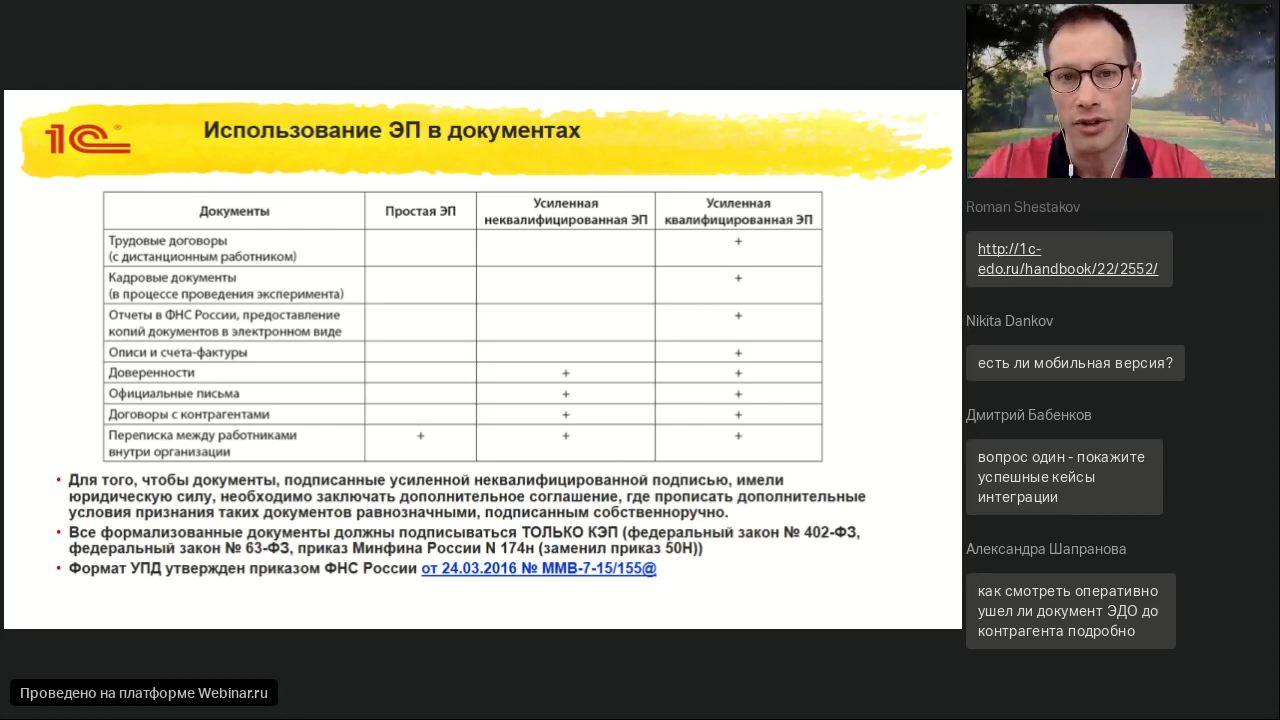 1С
Использование ЭП в документах
Документы
Простая ЭП
Усиленная
неквалифицированная ЭП
Усиленная
квалифицированная ЭП
Трудовые договоры
(с дистанционным работником)
+
Кадровые документы
(в процессе проведения эксперимента)
+
Отчеты в ФНС России, предоставление
копий документов в электронном виде
+
Описи и счета-фактуры
+
Доверенности
+ +
Официальные письма
+ +
Договоры с контрагентами
+ +
Переписка между работниками
внутри организации
+ + +
• Для того, чтобы документы, подписанные усиленной неквалифицированной подписью, имели
юридическую силу, необходимо заключать дополнительное соглашение, где прописать дополнительные
условия признания таких документов равнозначными, подписанным собственноручно.
• Все формализованные документы должны подписываться ТОЛЬКО КЭП (федеральный закон № 402-ФЗ,
федеральный закон № 63-ФЗ, приказ Минфина России N 174н (заменил приказ 50Н))
• Формат УПД утвержден приказом ФНС России от 24.03.2016 № ММВ-7-15/155@
Roman Shestakov
http://1c-
edo.ru/handbook/22/2552/
Nikita Dankov
есть ли мобильная версия?
Дмитрий Бабенков
вопрос один - покажите
успешные кейсы
интеграции
Александра Шапранова
как смотреть оперативно
ушел ли документ ЭДО до
контрагента подробно
Проведено на платформе Webinar.ru